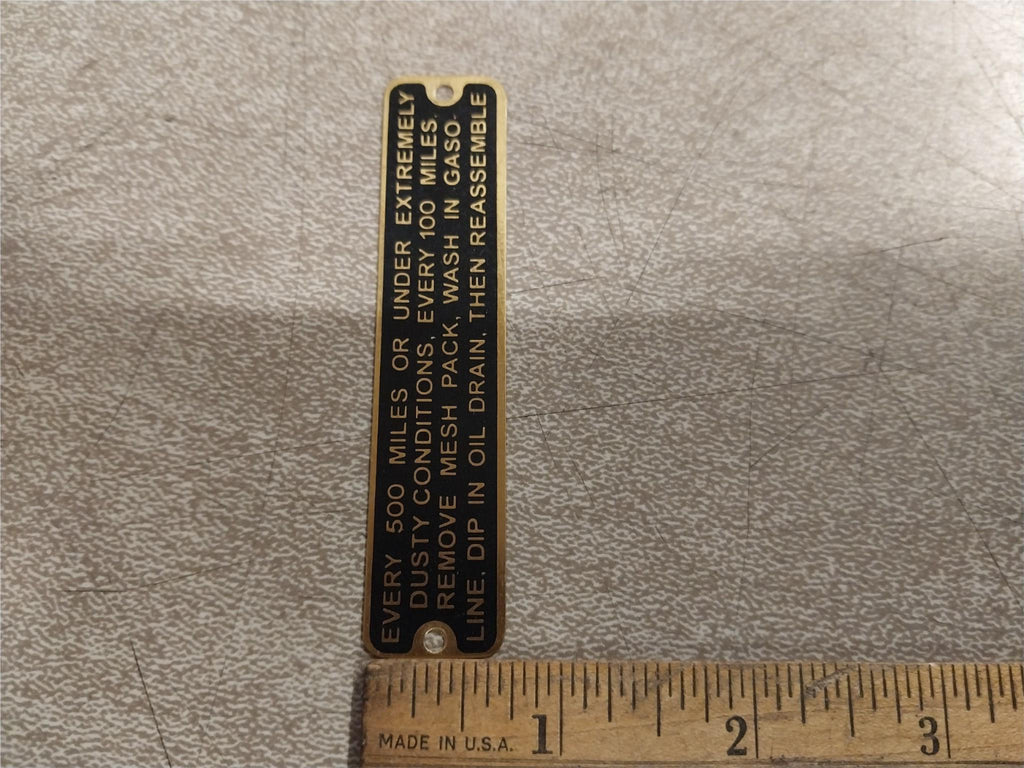 EVERY 500 MILES OR UNDER EXTREMELY
DUSTY CONDITIONS, EVERY 100 MILES,
REMOVE MESH PACK, WASH IN GASO-
LINE, DIP IN OIL DRAIN, THEN REASSEMBLE
1 2 3
MADE IN U.S.A.